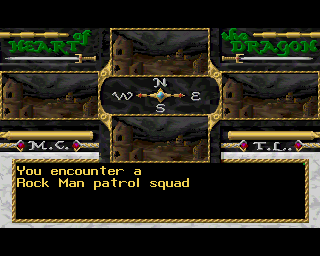 HEART of
the DRAGON
N
W E
S
M.C. T.L.
You encounter a
Rock Man patrol squad